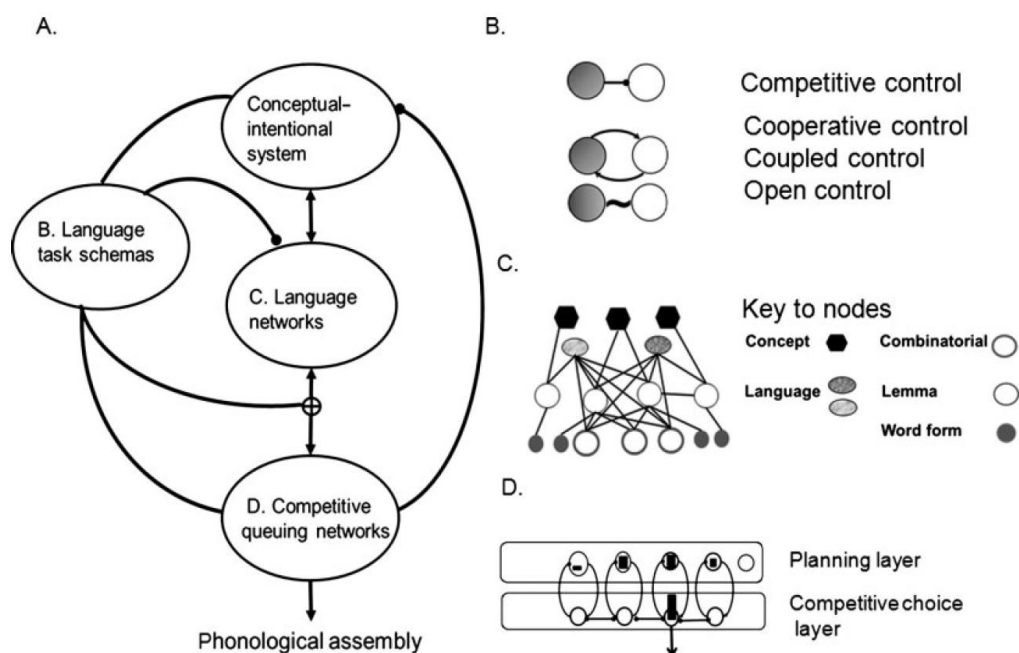 A.
Conceptual–
intentional
system
B. Language
task schemas
C. Language
networks
D. Competitive
queuing networks
Phonological assembly
B.
Competitive control
Cooperative control
Coupled control
Open control
C.
Key to nodes
Concept
Combinatorial
Language
Lemma
Word form
D.
Planning layer
Competitive choice
layer